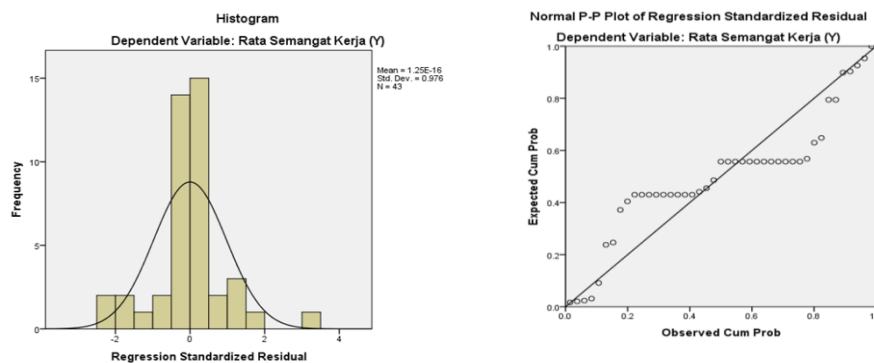 Histogram
Dependent Variable: Rata Semangat Kerja (Y)
Mean = 1.25E-16
Std. Dev. = 0.976
N = 43
Frequency
15
10
5
0
-2
0
2
4
Regression Standardized Residual
Normal P-P Plot of Regression Standardized Residual
Dependent Variable: Rata Semangat Kerja (Y)
Expected Cum Prob
1.0
0.8
0.6
0.4
0.2
0.0
0.0
0.2
0.4
0.6
0.8
Observed Cum Prob